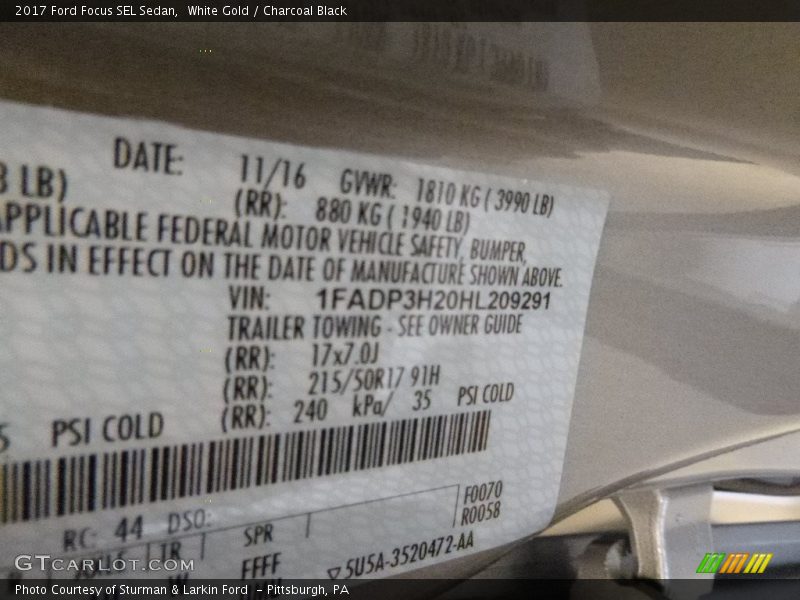 2017 Ford Focus SEL Sedan, White Gold / Charcoal Black
DATE: 11/16 GVWR: 1810 KG ( 3990 LB)
LB) (RR): 880 KG ( 1940 LB)
APPLICABLE FEDERAL MOTOR VEHICLE SAFETY, BUMPER,
DS IN EFFECT ON THE DATE OF MANUFACTURE SHOWN ABOVE.
VIN: 1FADP3H20HL209291
TRAILER TOWING - SEE OWNER GUIDE
(RR): 17x7.0J
(RR): 215/50R17 91H
PSI COLD (RR): 240 kPa/ 35 PSI COLD
F0070
RC: 44 DSO: R0058
TR SPR
FFFF 5U5A-3520472-AA
GTCarLot.com
Photo Courtesy of Sturman & Larkin Ford - Pittsburgh, PA